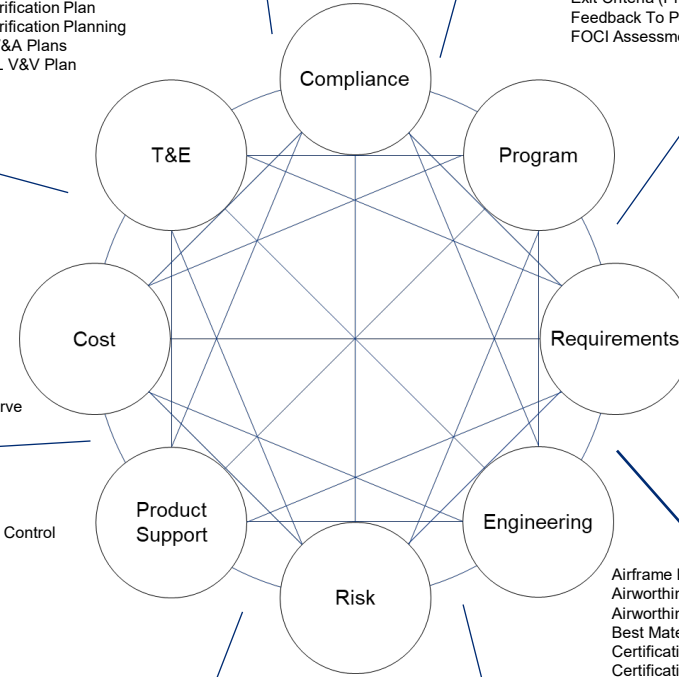 rification Plan
rification Planning
&A Plans
V&V Plan
Feedback To P
FOCI Assessme
Compliance
T&E
Program
Cost
Requirements
rve
Product
Support
Engineering
Control
Risk
Airframe
Airworthin
Airworthin
Best Mate
Certificati
Certificati